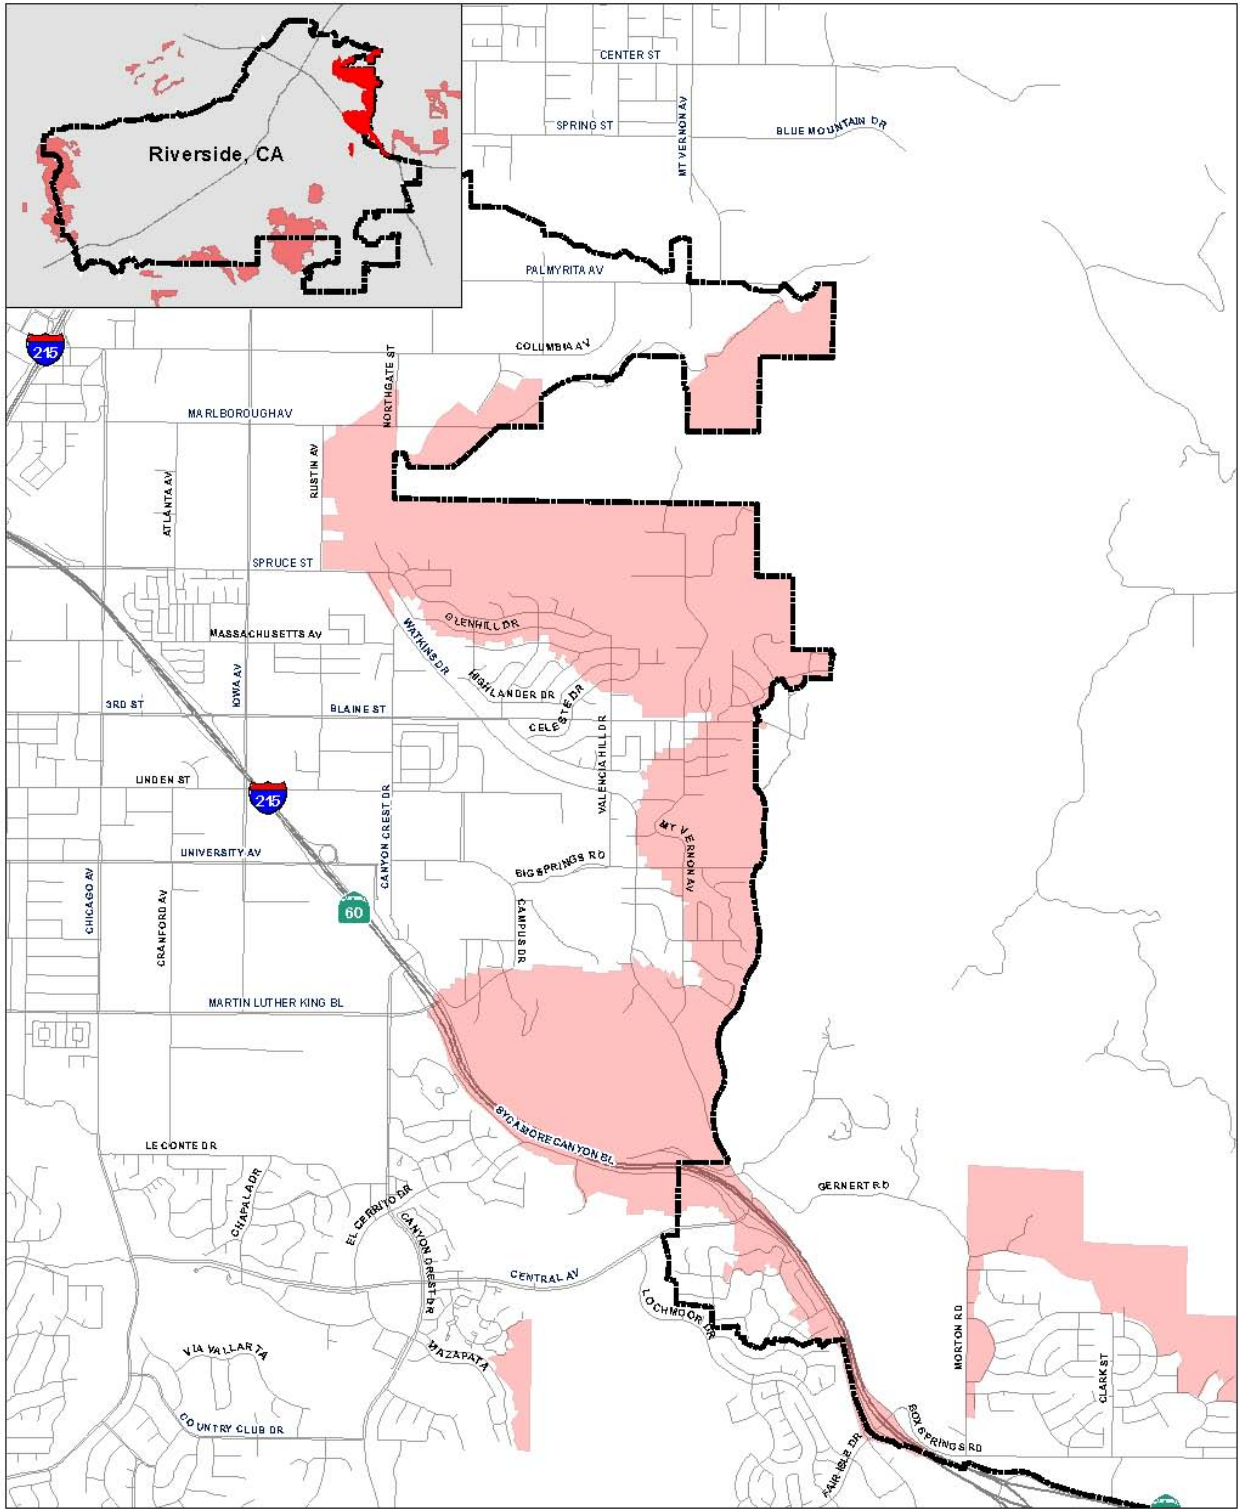 Riverside, CA
CENTER ST
SPRING ST
MT VERNON AV
BLUE MOUNTAIN DR
PALMYRITA AV
215
COLUMBIA AV
NORTHGATE ST
MARLBOROUGH AV
RUSTIN AV
ATLANTA AV
SPRUCE ST
GLENHILL DR
MASSACHUSETTS AV
WATKINS DR
IOWA AV
HIGHLANDER DR
CELESTE DR
3RD ST
BLAINE ST
VALENCIA HILL DR
LINDEN ST
215
CANYON CREST DR
MT VERNON AV
UNIVERSITY AV
BIG SPRINGS RD
CHICAGO AV
CRANFORD AV
60
CAMPUS DR
MARTIN LUTHER KING BL
SYCAMORE CANYON BL
LE CONTE DR
CHAPALA DR
EL CERRITO DR
GERNERT RD
CANYON CREST DR
CENTRAL AV
LOCHMOOR DR
MORTON RD
VIA VALLARTA
MAZAPATA
CLARK ST
COUNTRY CLUB DR
BOX SPRINGS RD
FAIR ISLE DR